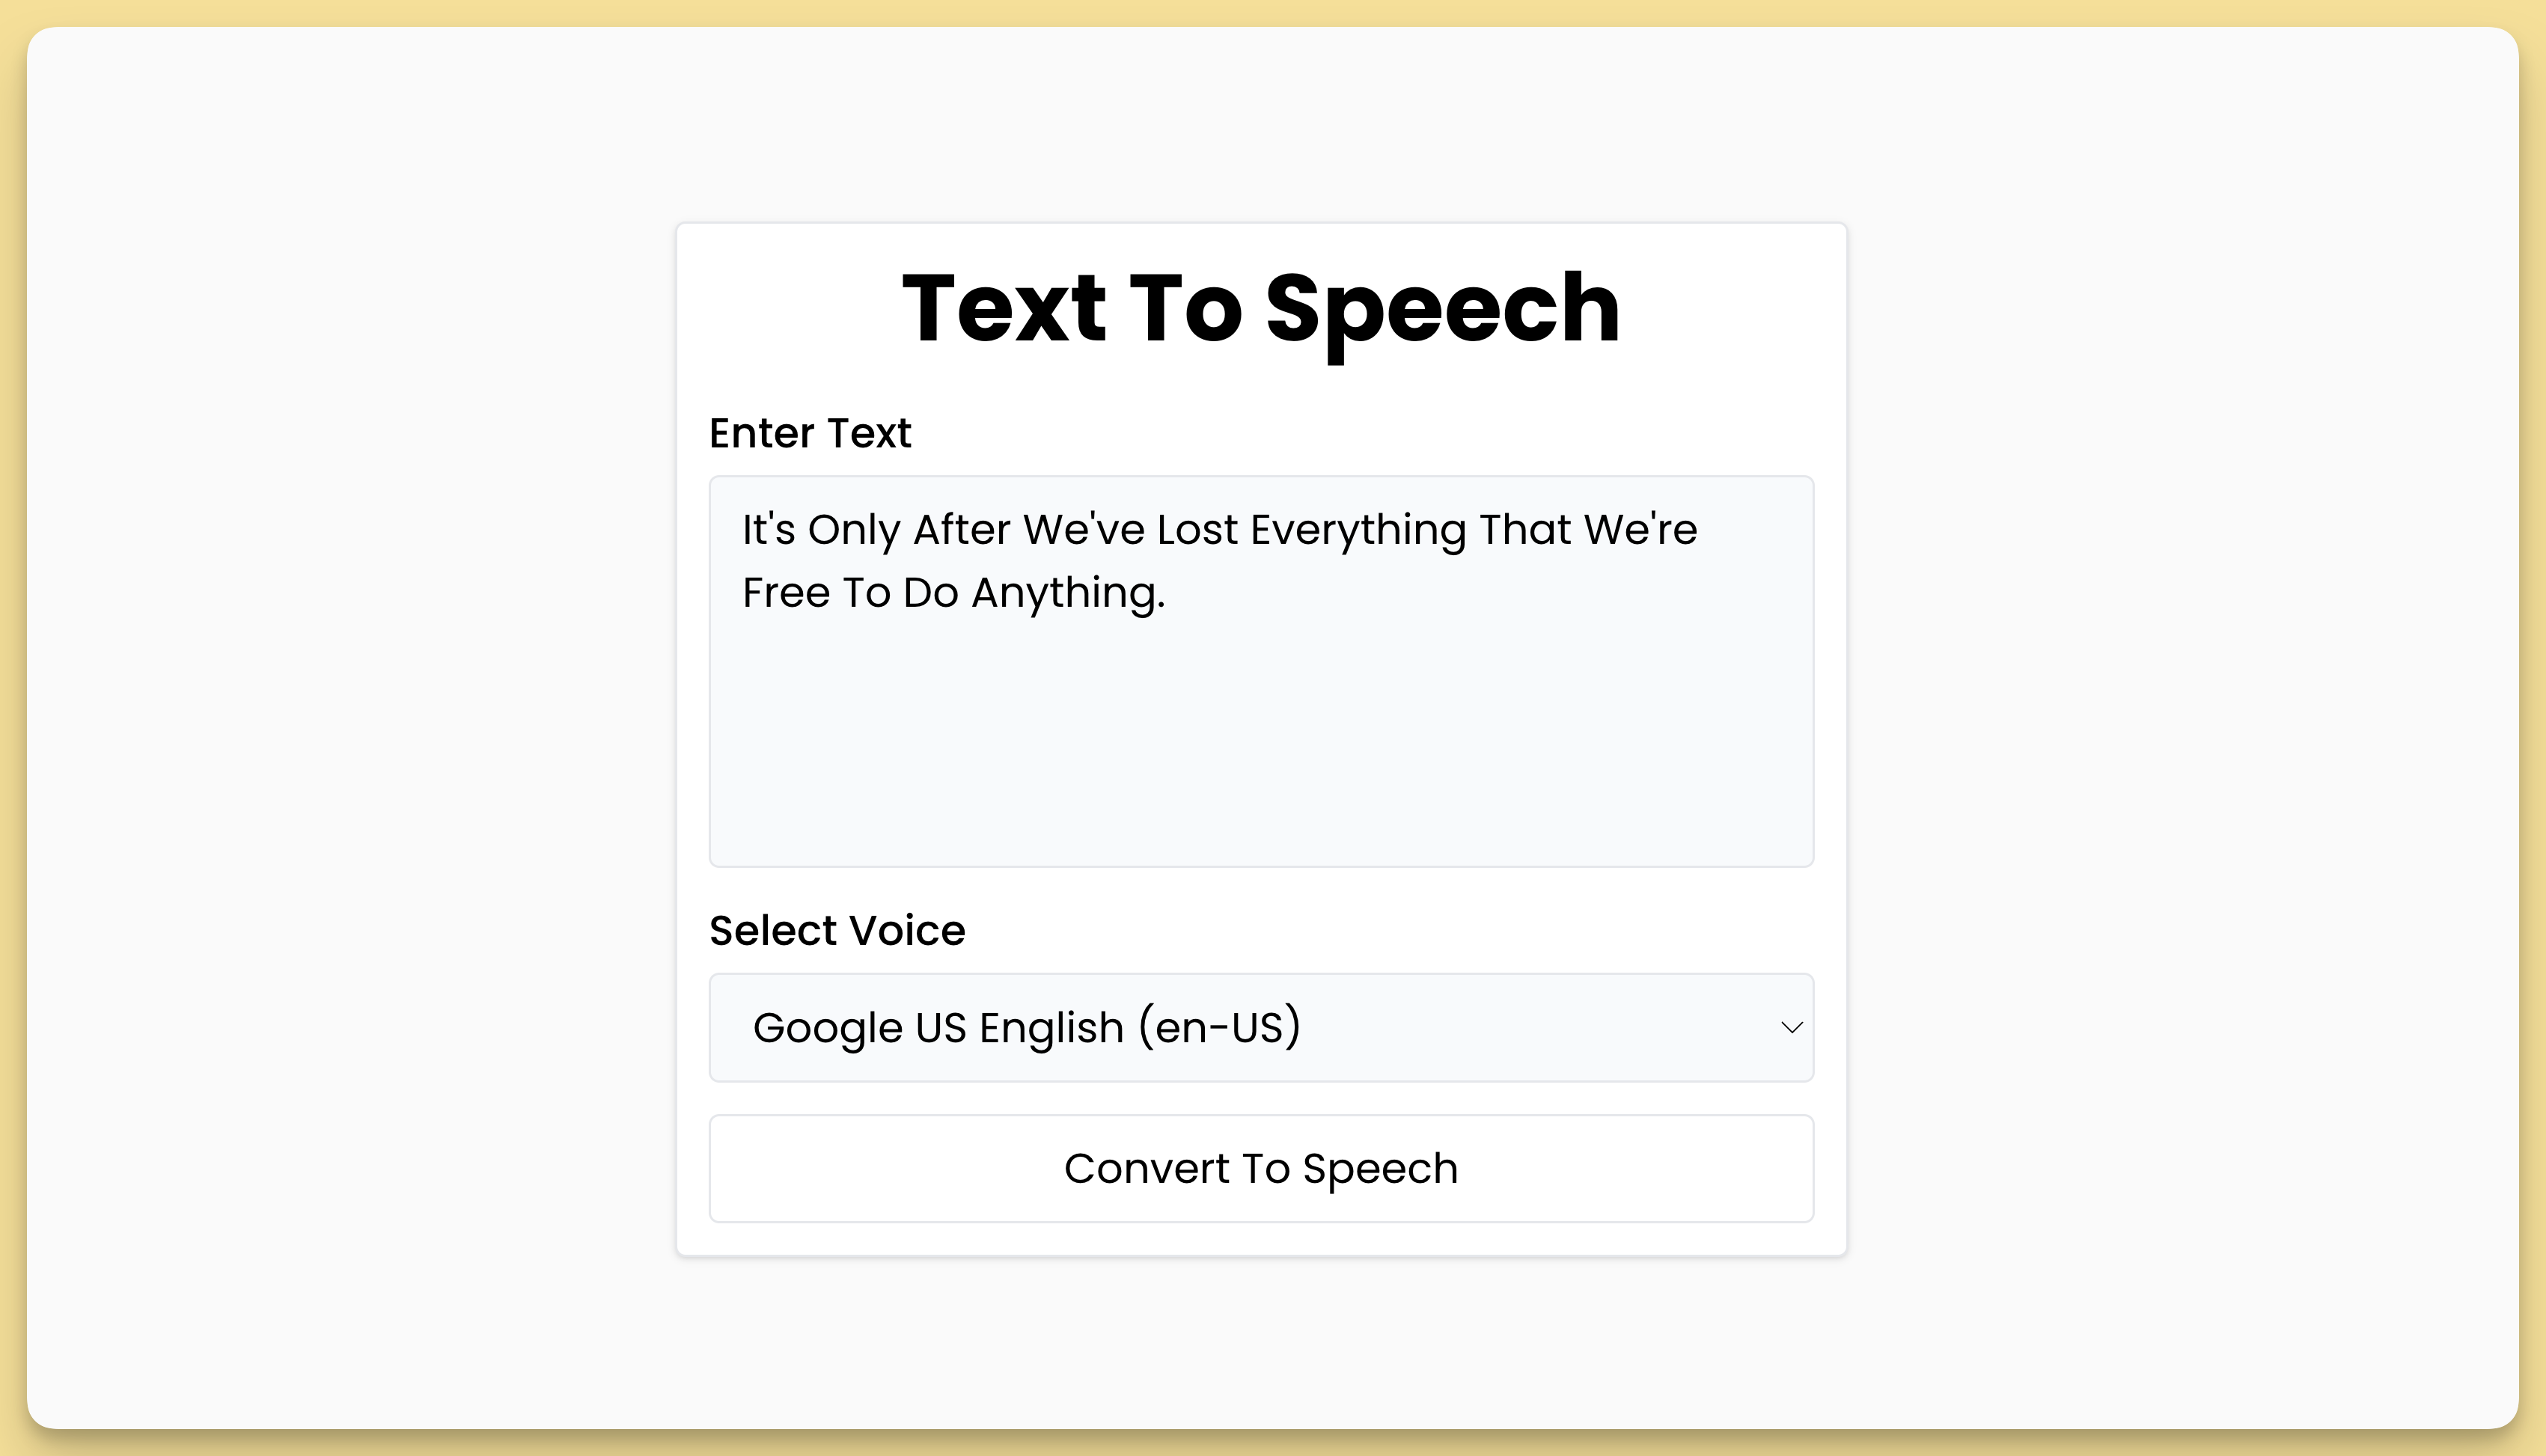 Text To Speech
Enter Text
It's Only After We've Lost Everything That We're
Free To Do Anything.
Select Voice
Google US English (en-US)
Convert To Speech